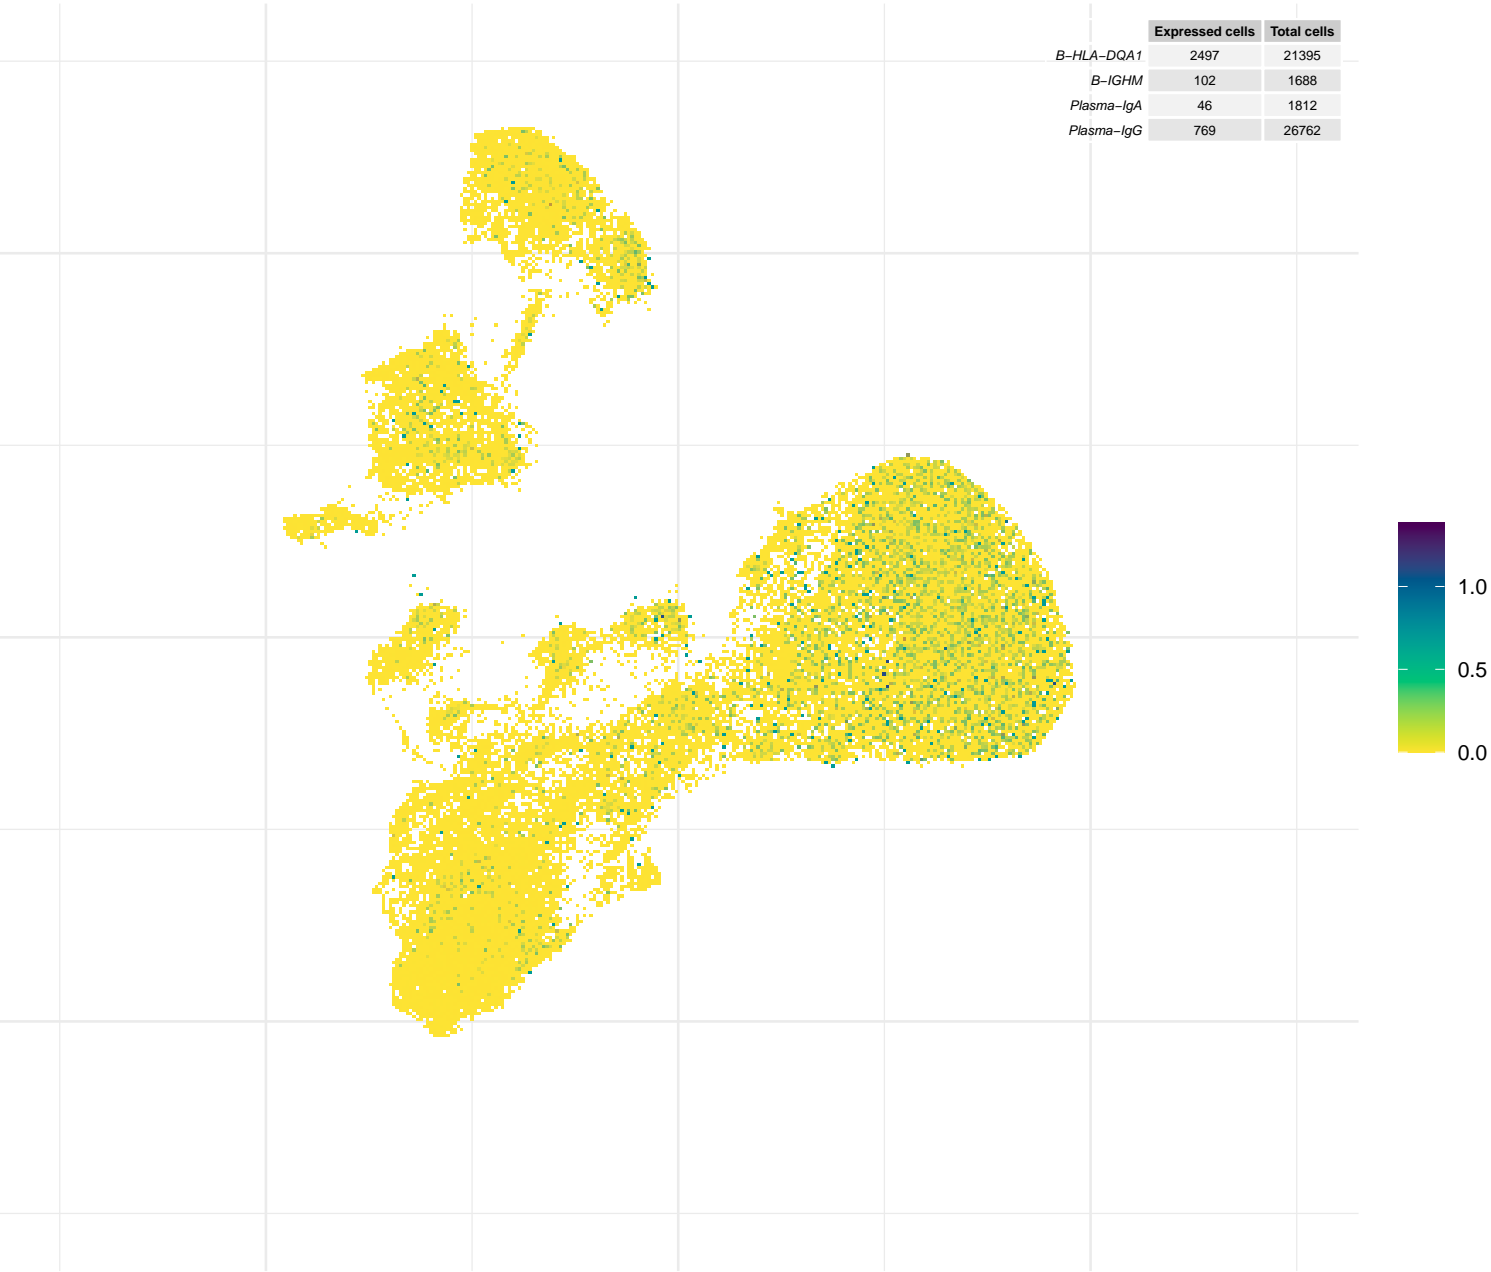 Expressed cells Total cells
B−HLA−DQA1 2497 21395
B−IGHM 102 1688
Plasma−IgA 46 1812
Plasma−IgG 769 26762
1.0
0.5
0.0